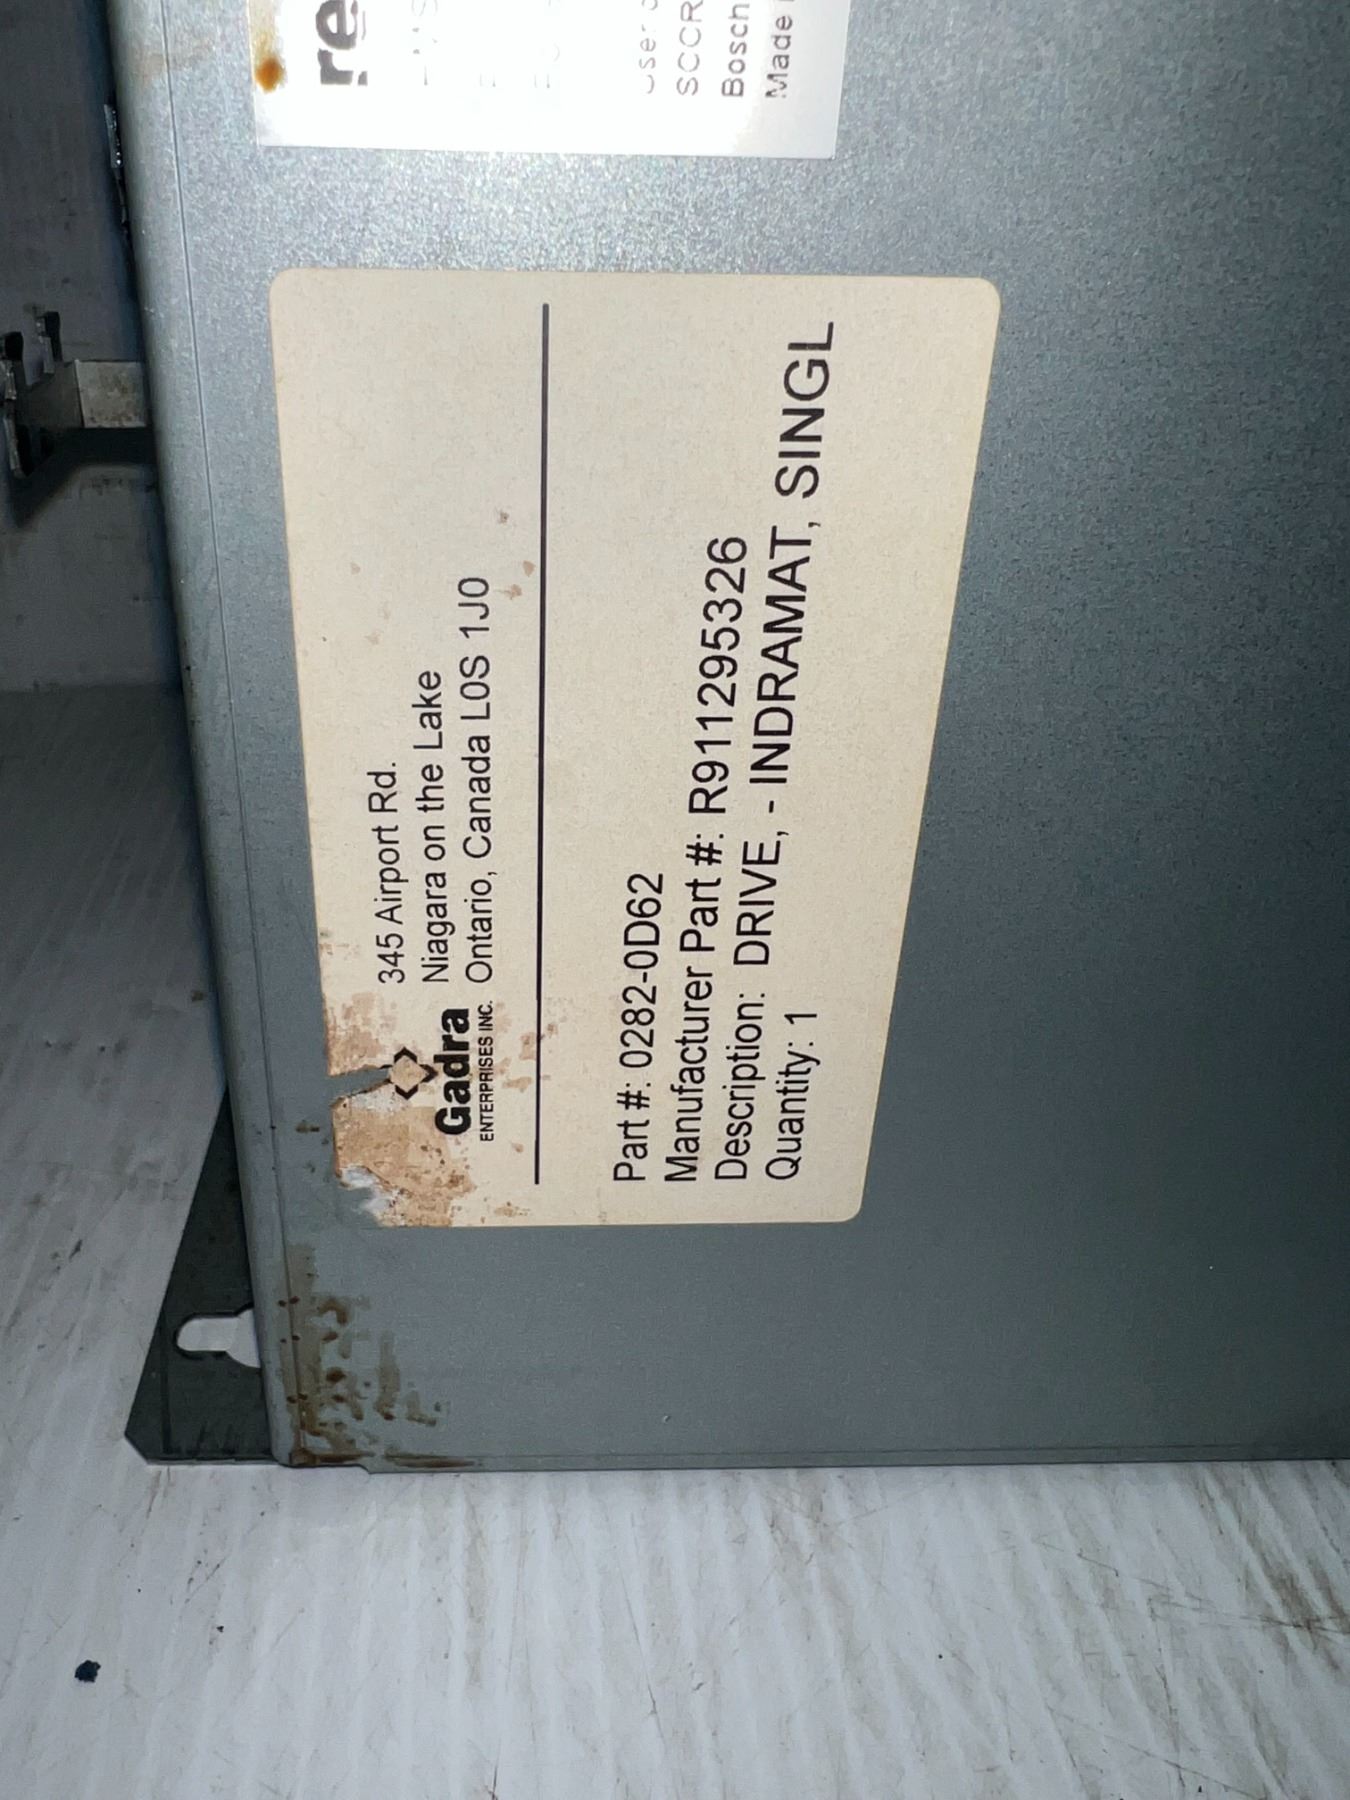 345 Airport Rd.
Niagara on the Lake
Ontario, Canada L0S 1J0
Gadra
ENTERPRISES INC.
Part #: 0282-0D62
Manufacturer Part #: R911295326
Description: DRIVE, - INDRAMAT, SINGL
Quantity: 1
re
SCCR
Bosch
Made